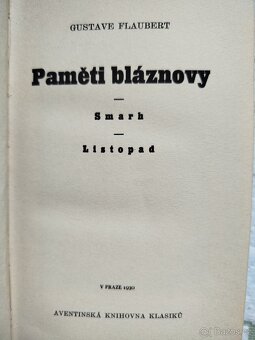 GUSTAVE FLAUBERT
Paměti bláznovy
Smarh
Listopad
V PRAZE 1930
AVENTINSKÁ KNIHOVNA KLASIKŮ